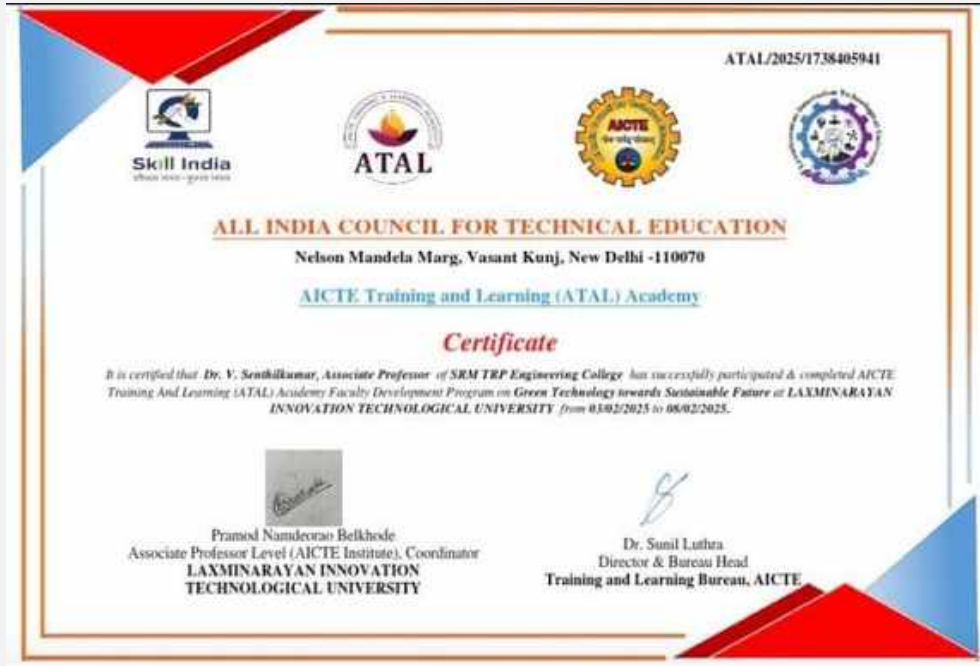 ATAL/2025/1738405941
Skill India
ATAL
AICTE
ALL INDIA COUNCIL FOR TECHNICAL EDUCATION
Nelson Mandela Marg, Vasant Kunj, New Delhi -110070
AICTE Training and Learning (ATAL) Academy
Certificate
It is certified that Dr. V. Senthilkumar, Associate Professor of SRM TRP Engineering College has successfully participated & completed AICTE
Training And Learning (ATAL) Academy Faculty Development Program on Green Technology towards Sustainable Future at LAXMINARAYAN
INNOVATION TECHNOLOGICAL UNIVERSITY from 03/02/2025 to 08/02/2025.
Pramod Namdeorao Belkhode
Associate Professor Level (AICTE Institute), Coordinator
LAXMINARAYAN INNOVATION
TECHNOLOGICAL UNIVERSITY
Dr. Sunil Luthra
Director & Bureau Head
Training and Learning Bureau, AICTE